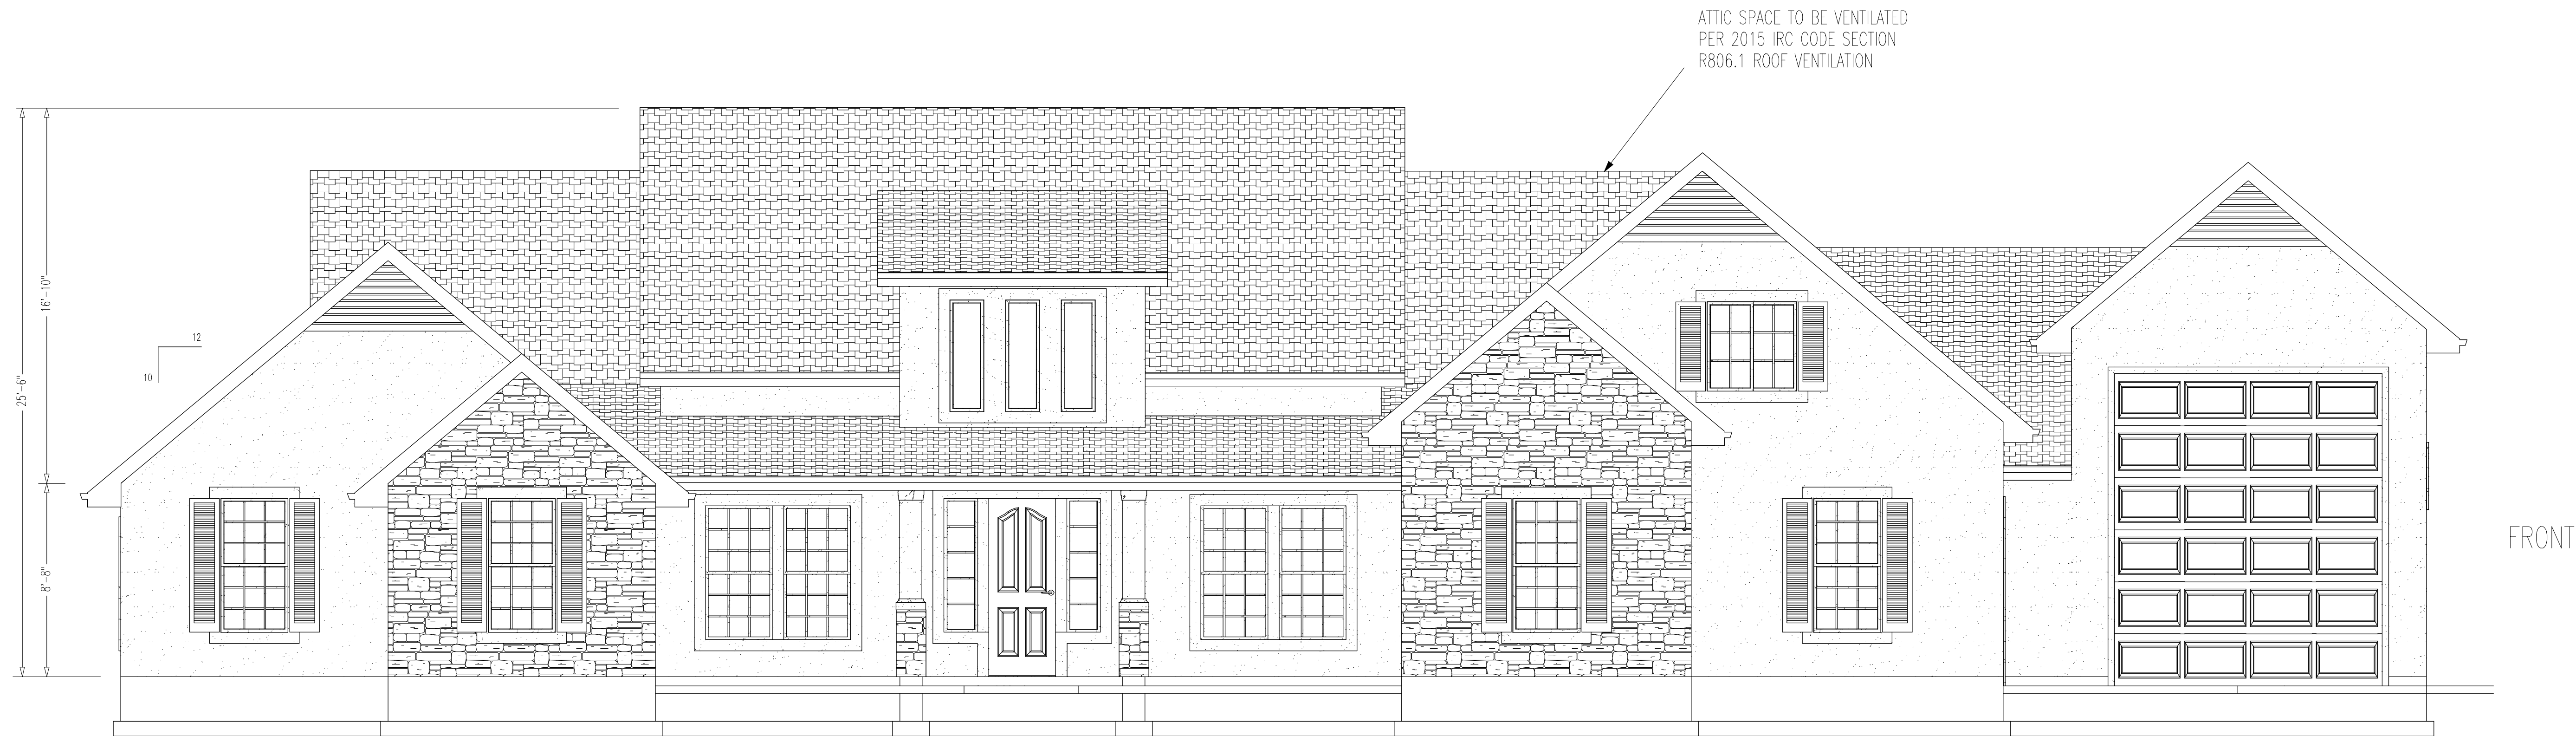 ATTIC SPACE TO BE VENTILATED
PER 2015 IRC CODE SECTION
R806.1 ROOF VENTILATION
16'-10"
12
10
25'-6"
8'-8"
FRONT